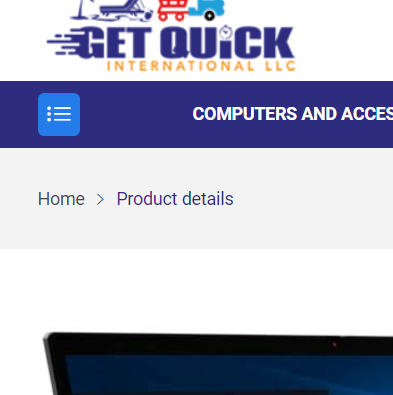 GET QUiCK
INTERNATIONAL LLC
COMPUTERS AND ACCES
Home > Product details